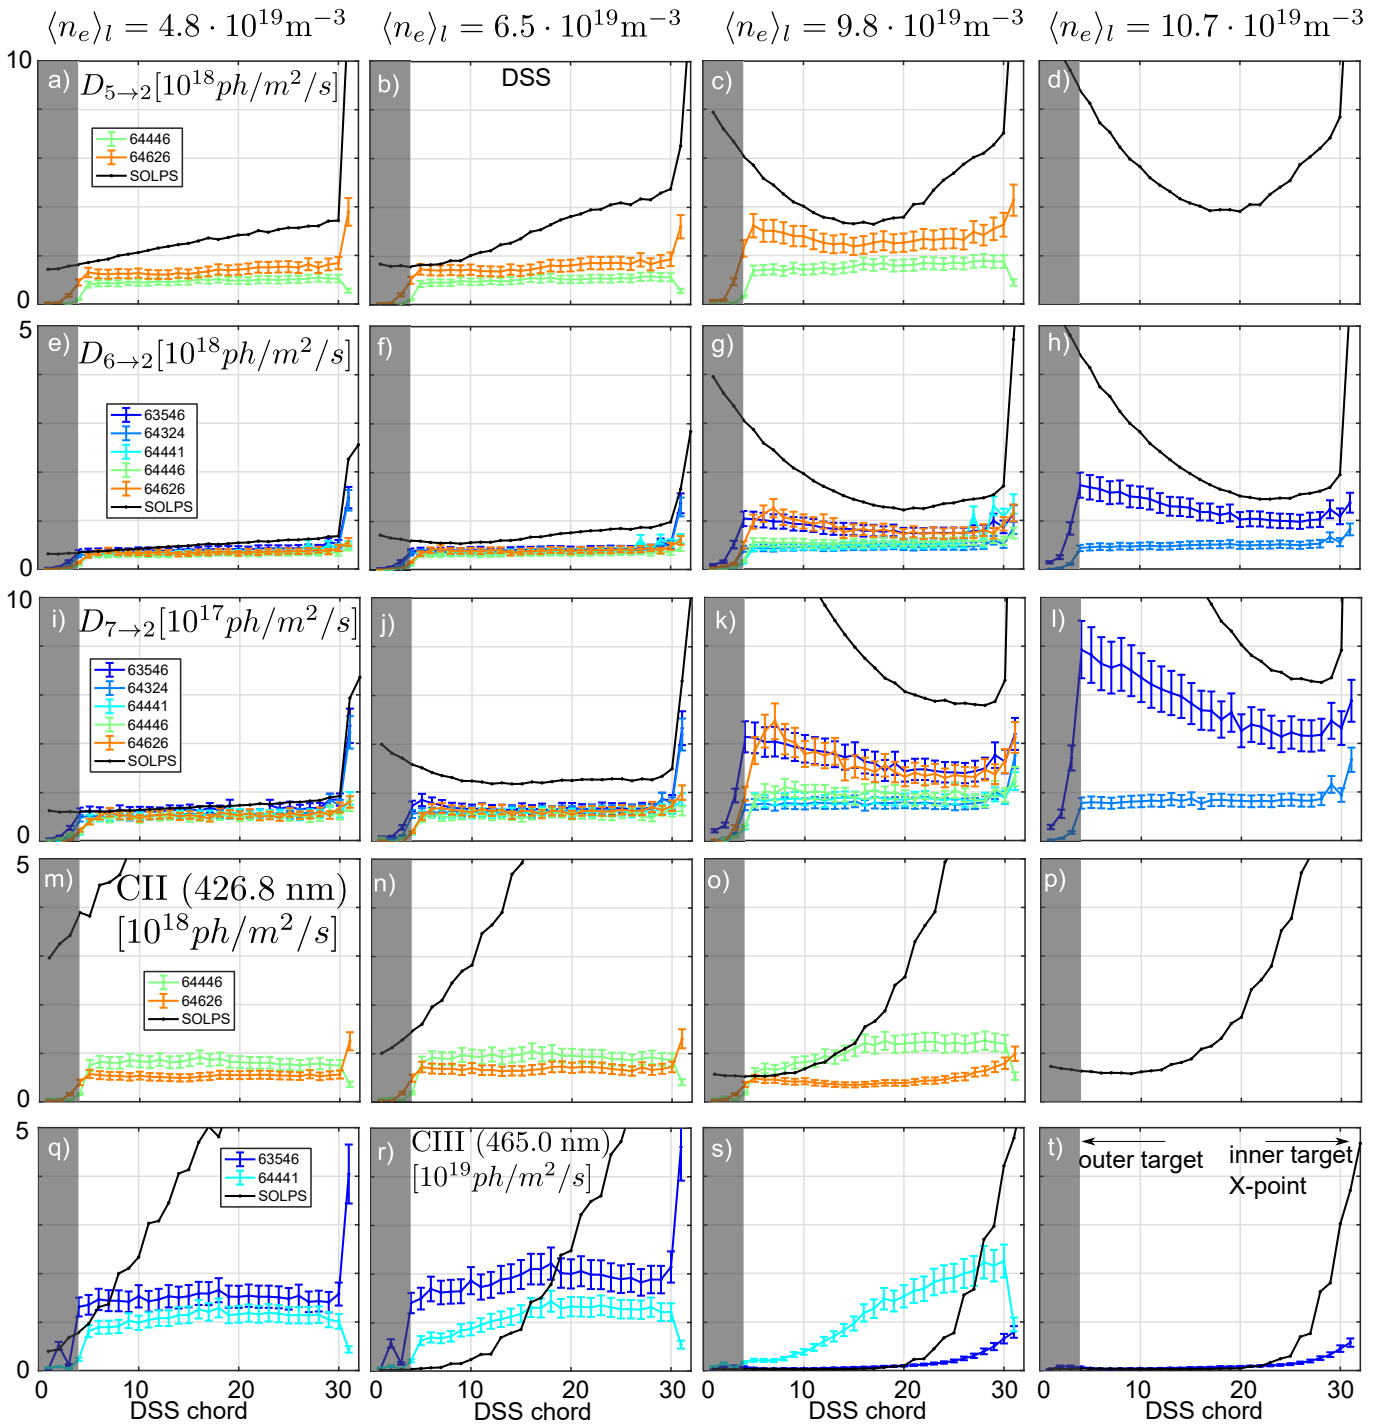 ⟨n_e⟩_l = 4.8 · 10^19 m^−3
⟨n_e⟩_l = 6.5 · 10^19 m^−3
⟨n_e⟩_l = 9.8 · 10^19 m^−3
⟨n_e⟩_l = 10.7 · 10^19 m^−3
10
a) D_5→2 [10^18 ph/m^2/s]
64446
64626
SOLPS
0
b)
DSS
c)
d)
5
e) D_6→2 [10^18 ph/m^2/s]
63546
64324
64441
64446
64626
SOLPS
0
f)
g)
h)
10
i) D_7→2 [10^17 ph/m^2/s]
63546
64324
64441
64446
64626
SOLPS
0
j)
k)
l)
5
m) CII (426.8 nm)
[10^18 ph/m^2/s]
64446
64626
SOLPS
0
n)
o)
p)
5
q)
63546
64441
SOLPS
0
r) CIII (465.0 nm)
[10^19 ph/m^2/s]
s)
t)
outer target
inner target
X-point
0 10 20 30
DSS chord
0 10 20 30
DSS chord
0 10 20 30
DSS chord
0 10 20 30
DSS chord